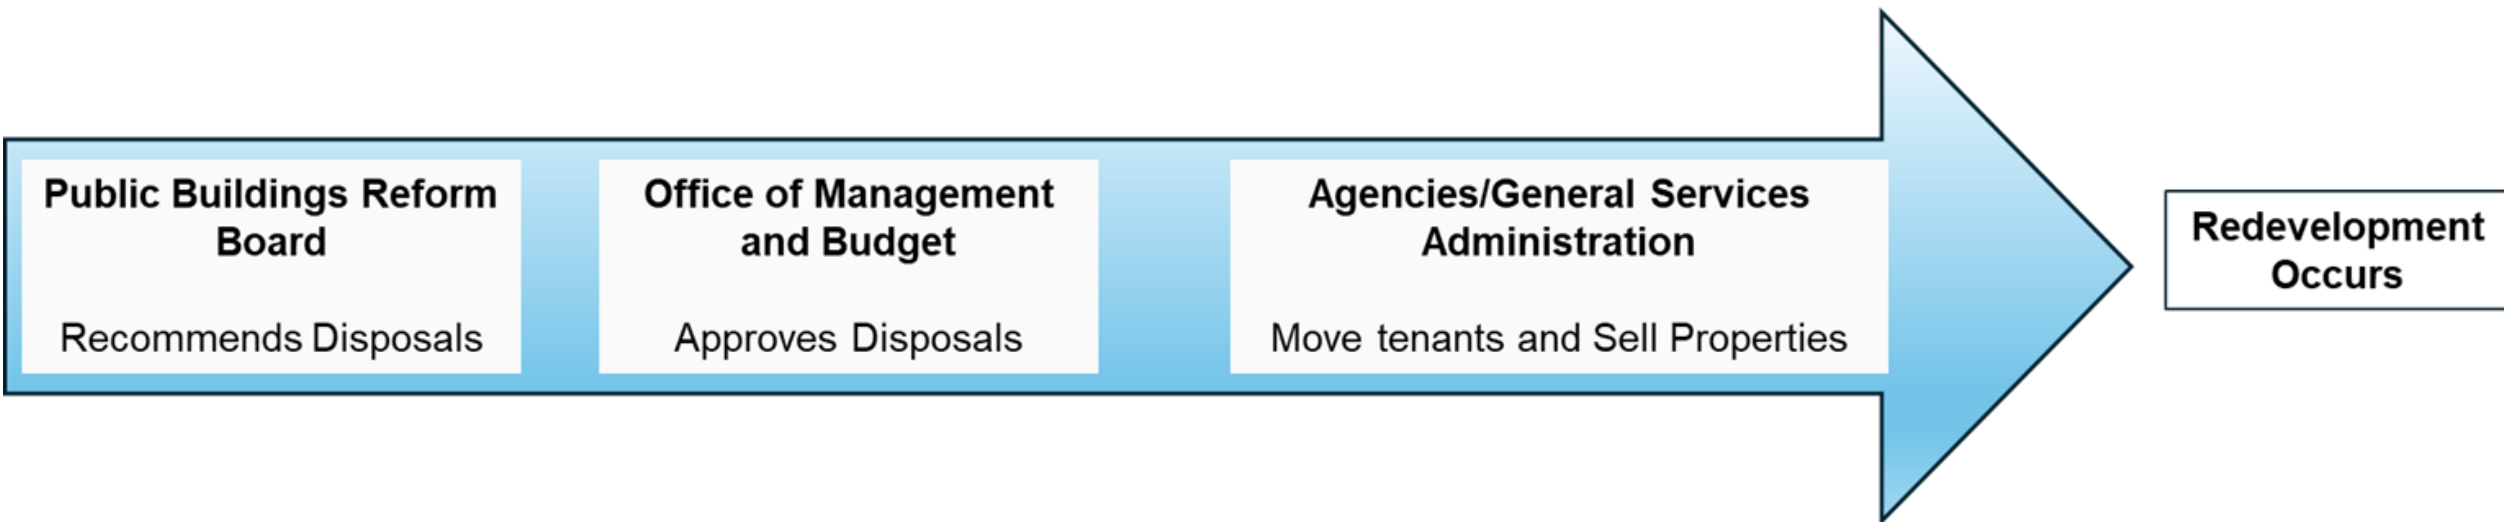 Public Buildings Reform
Board
Recommends Disposals
Office of Management
and Budget
Approves Disposals
Agencies/General Services
Administration
Move tenants and Sell Properties
Redevelopment
Occurs